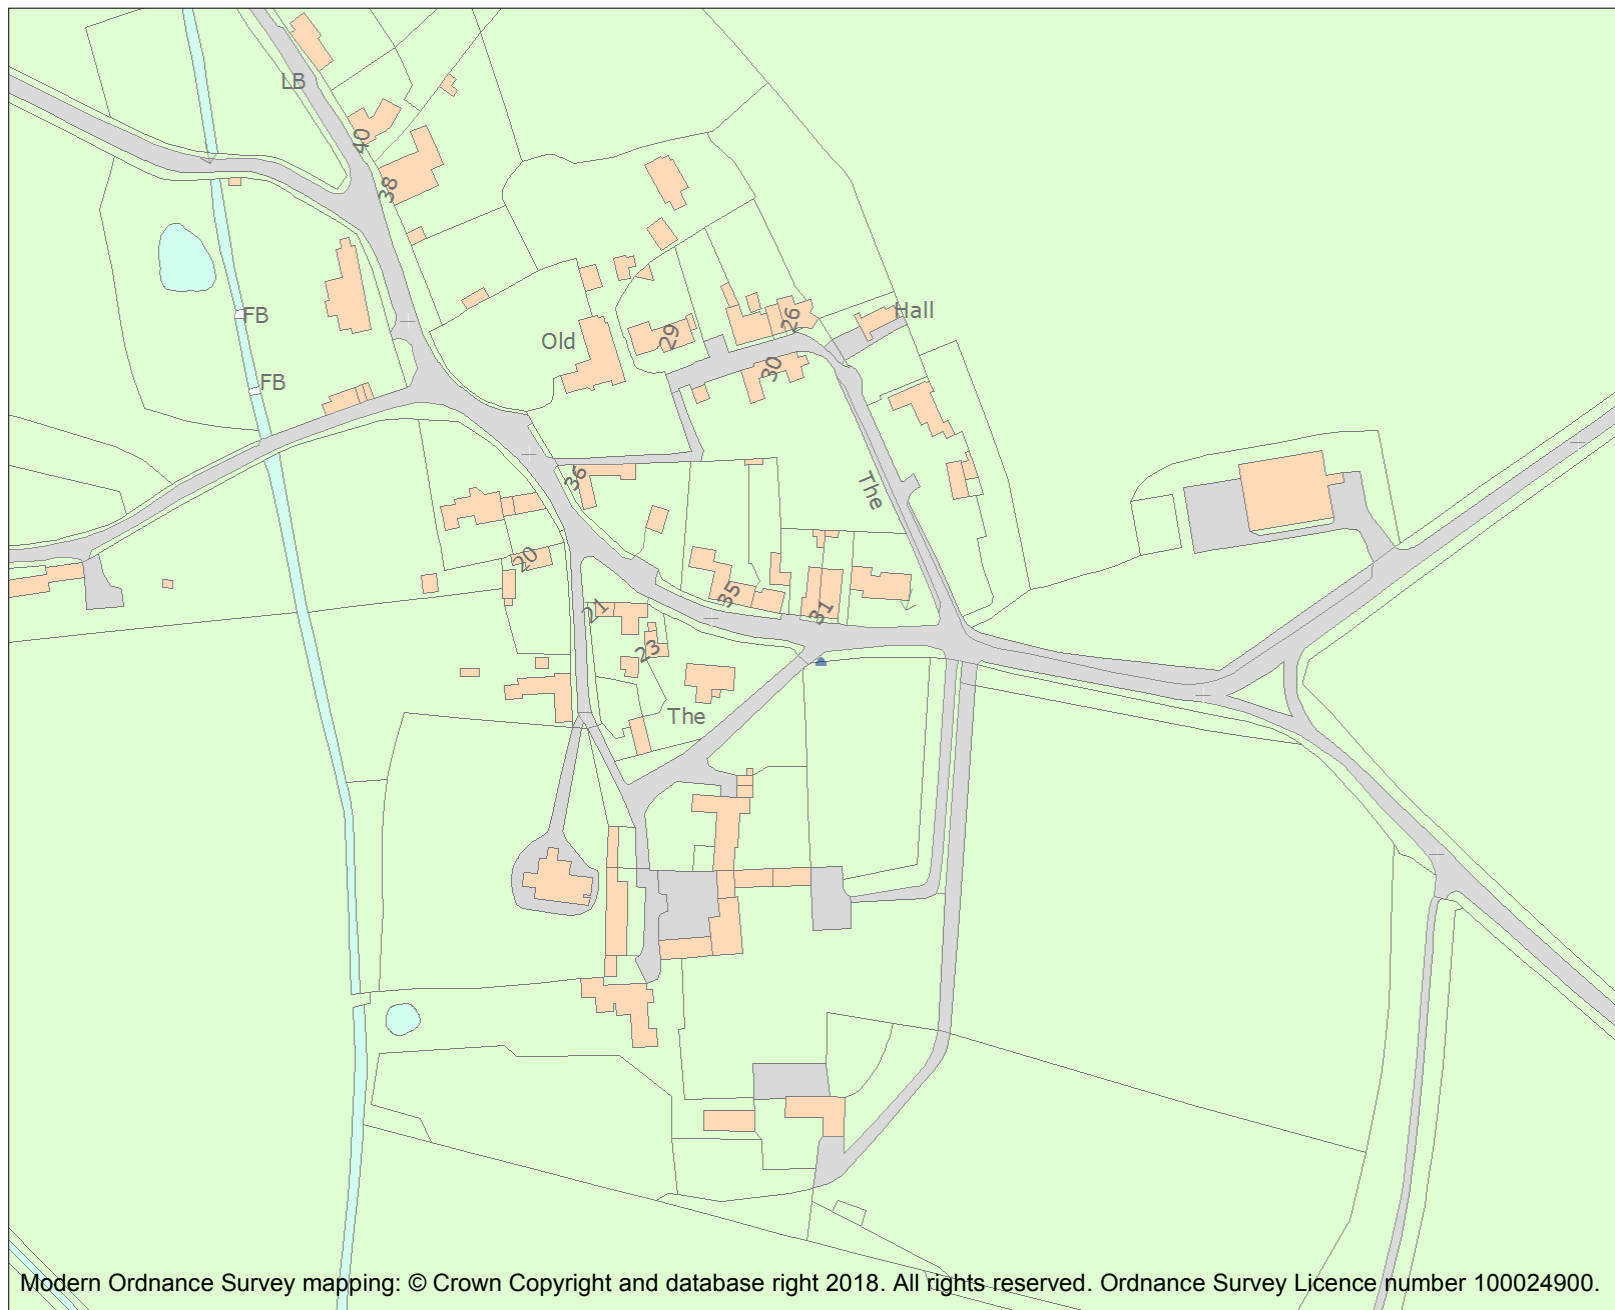 LB
40
38
FB
Hall
26
Old
29
30
FB
36
The
20
35
21
31
23
The
Modern Ordnance Survey mapping: © Crown Copyright and database right 2018. All rights reserved. Ordnance Survey Licence number 100024900.